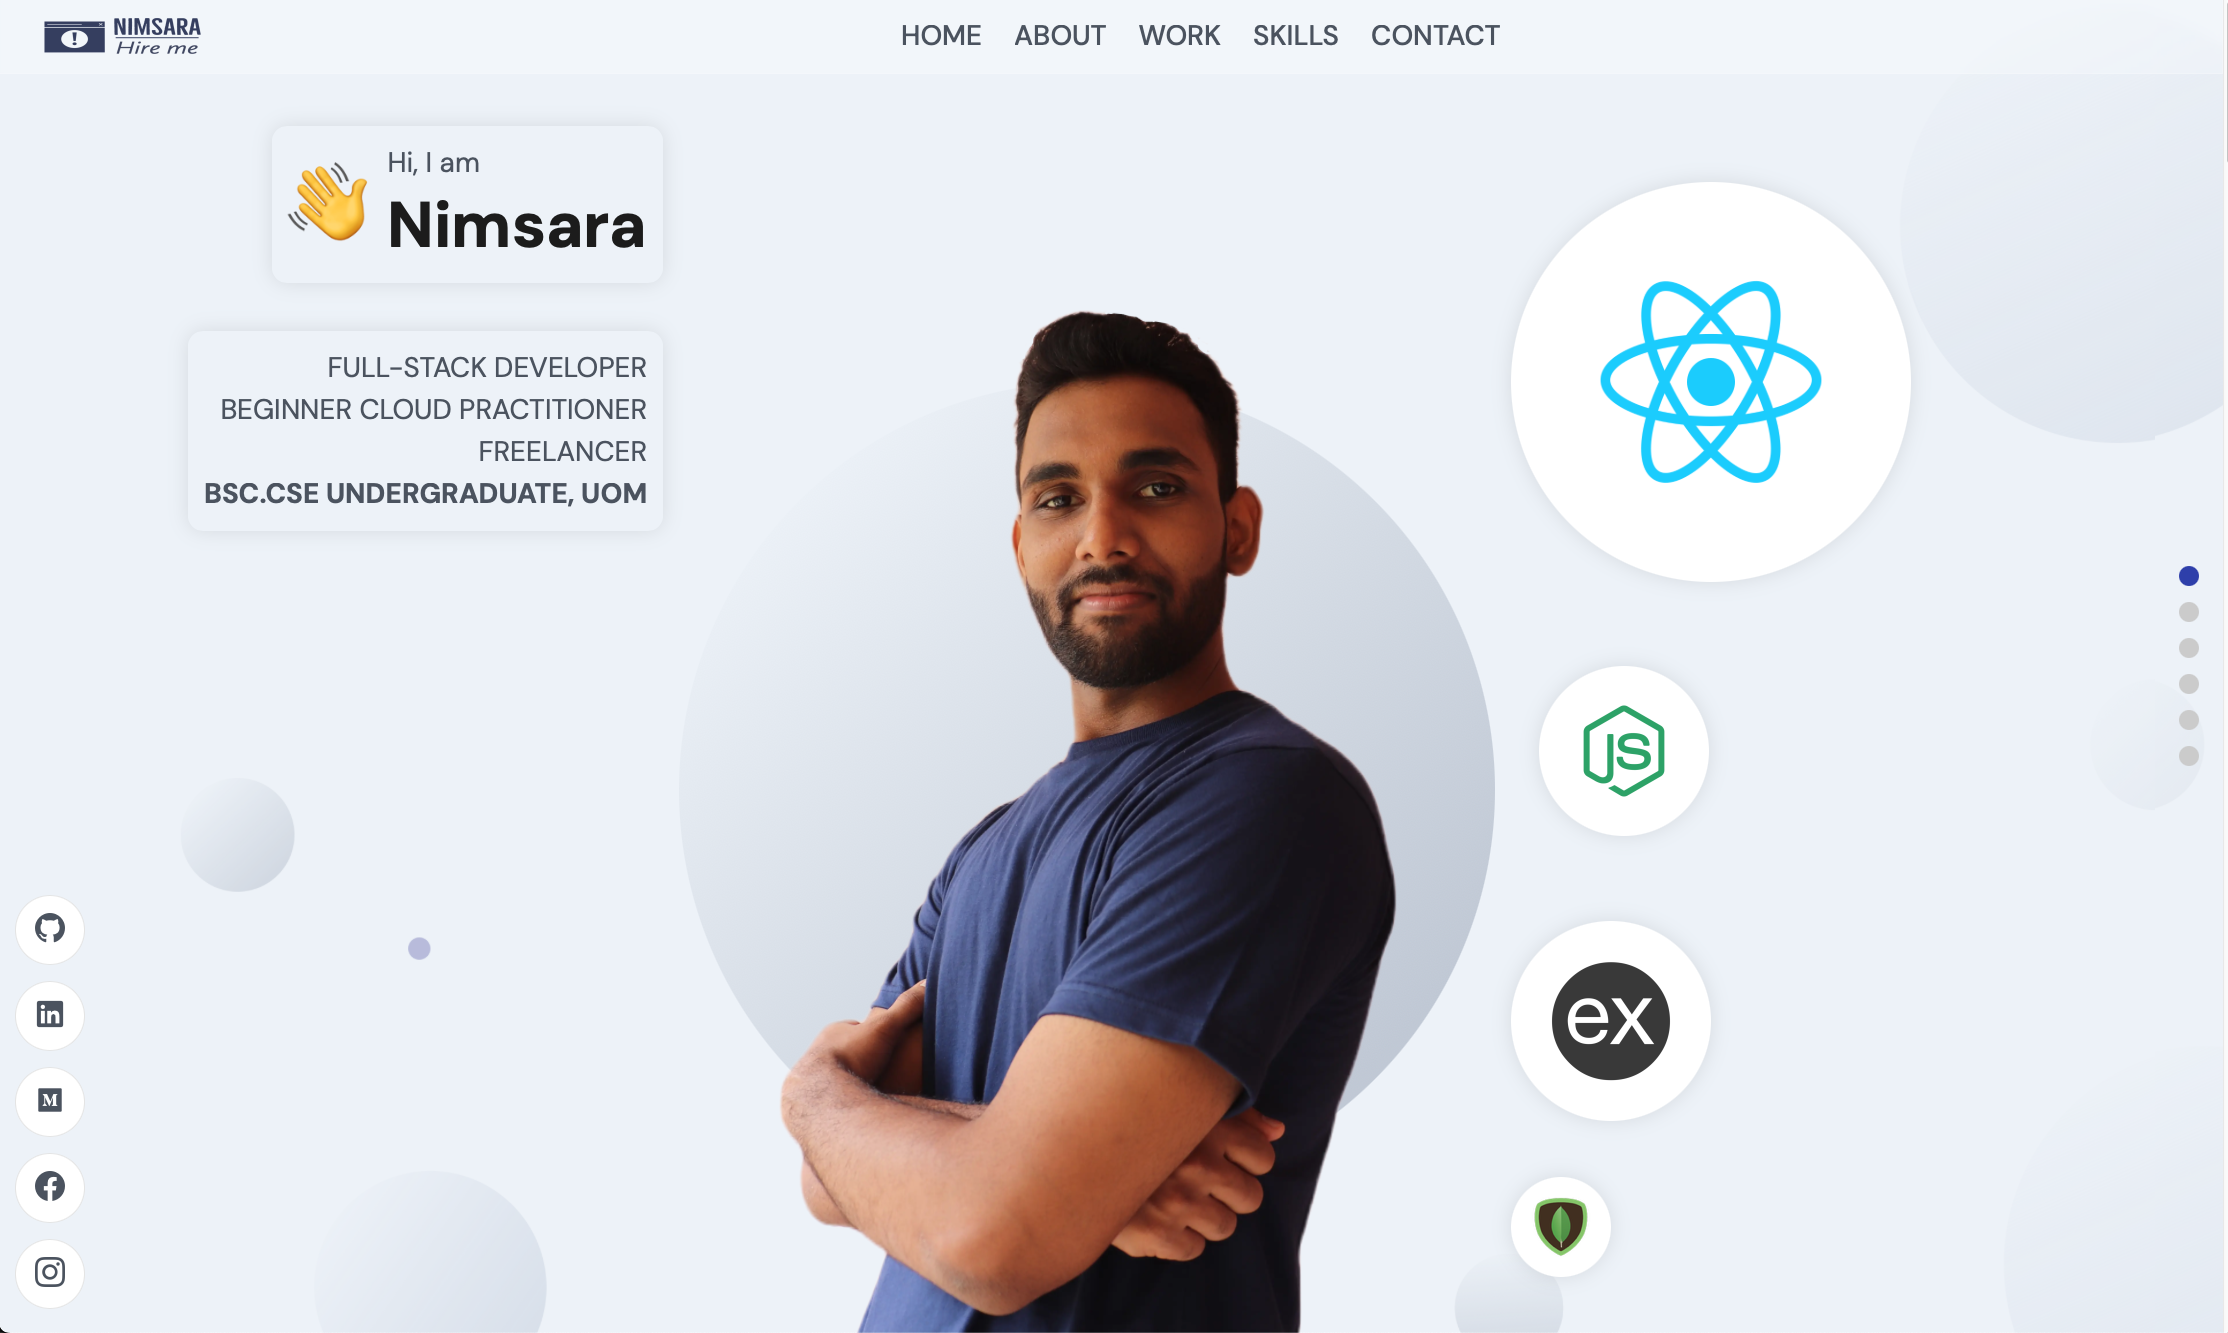 NIMSARA
Hire me
HOME ABOUT WORK SKILLS CONTACT
Hi, I am
Nimsara
FULL-STACK DEVELOPER
BEGINNER CLOUD PRACTITIONER
FREELANCER
BSC.CSE UNDERGRADUATE, UOM
JS
ex
in
M